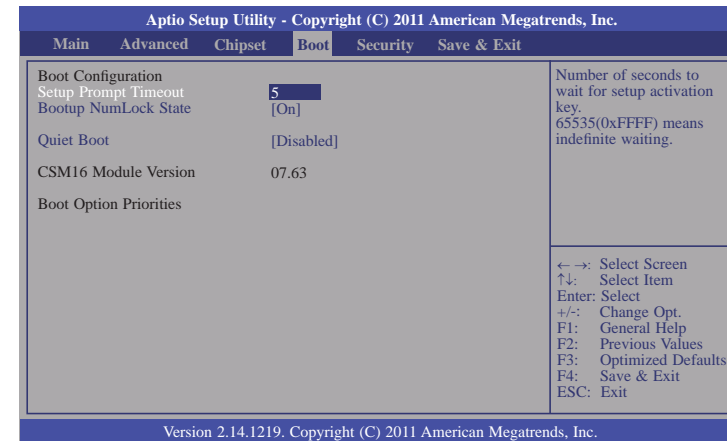 Aptio Setup Utility - Copyright (C) 2011 American Megatrends, Inc.
Main Advanced Chipset Boot Security Save & Exit
Boot Configuration
Setup Prompt Timeout 5
Bootup NumLock State [On]
Quiet Boot [Disabled]
CSM16 Module Version 07.63
Boot Option Priorities
Number of seconds to
wait for setup activation
key.
65535(0xFFFF) means
indefinite waiting.
← →: Select Screen
↑↓: Select Item
Enter: Select
+/-: Change Opt.
F1: General Help
F2: Previous Values
F3: Optimized Defaults
F4: Save & Exit
ESC: Exit
Version 2.14.1219. Copyright (C) 2011 American Megatrends, Inc.